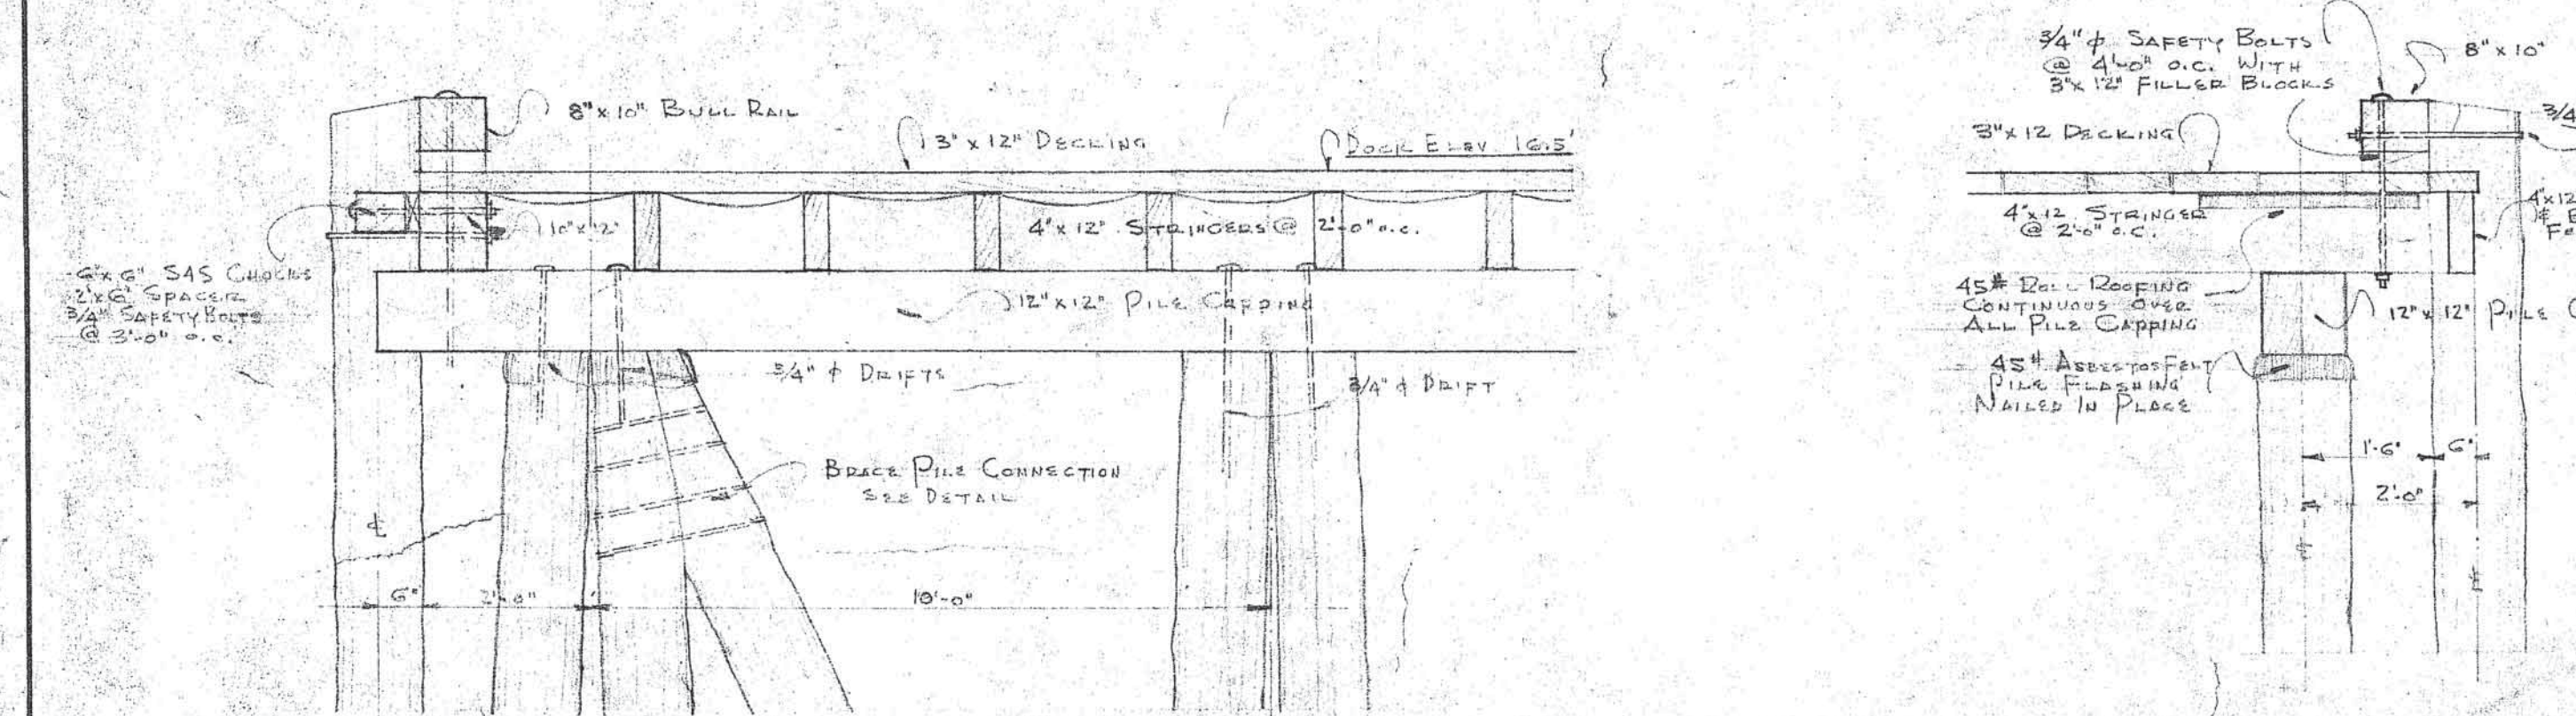 8"x10" BULL RAIL
3"x12" DECKING
DOCK ELEV. 16.5'
10"x12"
4"x12" STRINGERS @ 2'-0" o.c.
6"x6" S4S CHOCKS
2"x6" SPACER
3/4" SAFETY BOLTS
@ 3'-0" o.c.
12"x12" PILE CAPPING
3/4" ϕ DRIFTS
3/4" ϕ DRIFT
BRACE PILE CONNECTION
SEE DETAIL
6"
2'-0"
10'-0"
3/4" ϕ SAFETY BOLTS
@ 4'-0" O.C. WITH
3"x12" FILLER BLOCKS
8"x10"
3/4
3"x12 DECKING
4"x12 STRINGER
@ 2'-0" O.C.
4"x12
45# ROLL ROOFING
CONTINUOUS OVER
ALL PILE CAPPING
12"x12" PILE
45# ASBESTOS FELT
PILE FLASHING
NAILED IN PLACE
1'-6"
6"
2'-0"